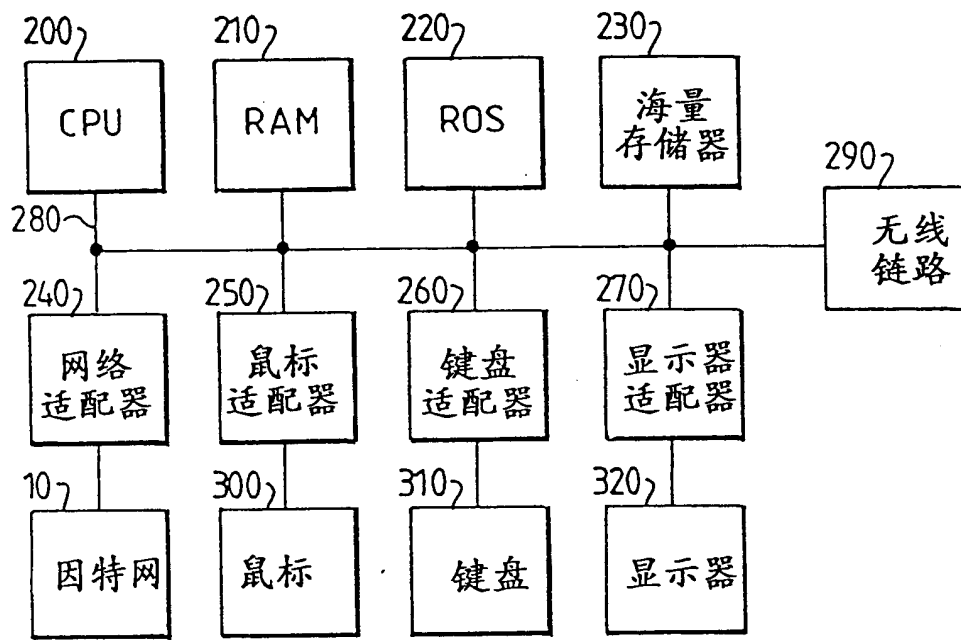 200
210
220
230
CPU
RAM
ROS
海量
存储器
290
280
无线
链路
240
250
260
270
网络
适配器
鼠标
适配器
键盘
适配器
显示器
适配器
10
300
310
320
因特网
鼠标
键盘
显示器